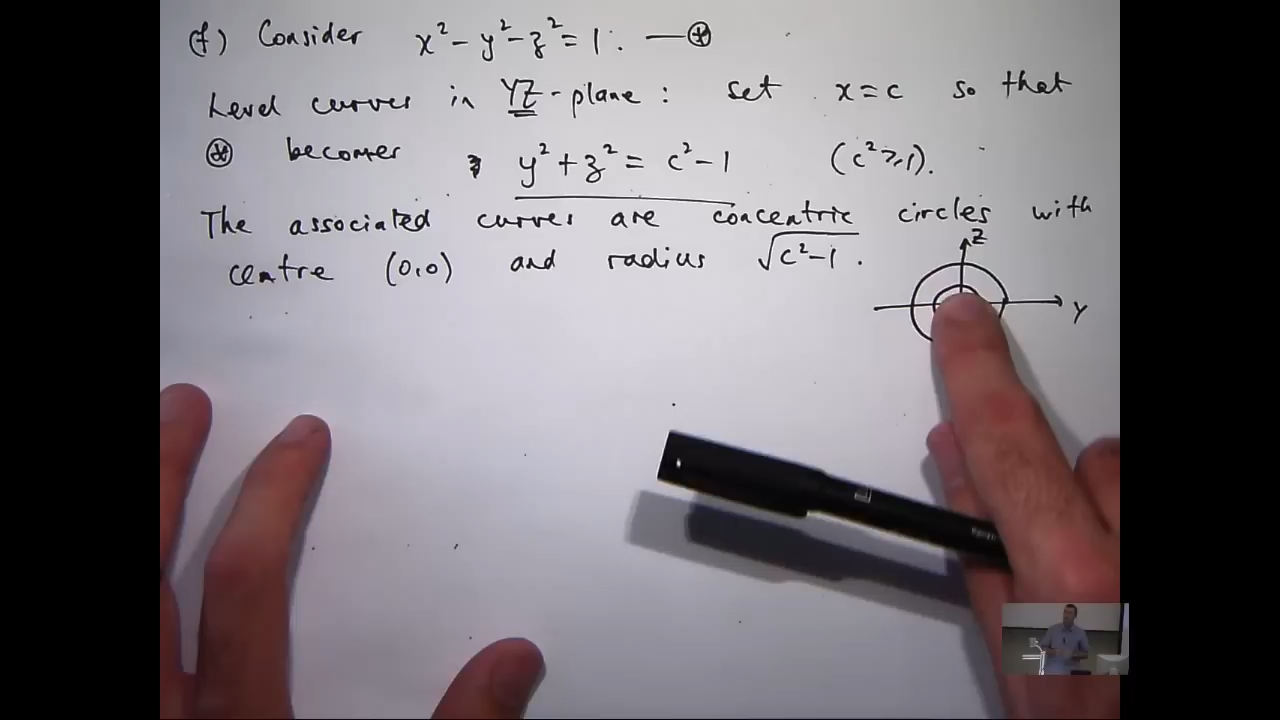 (f) Consider x² - y² - z² = 1. —⊛
Level curves in YZ-plane: set x = c so that
⊛ becomes y² + z² = c² - 1 (c² ≥ 1).
The associated curves are concentric circles with
centre (0,0) and radius √(c²-1).
Z
Y